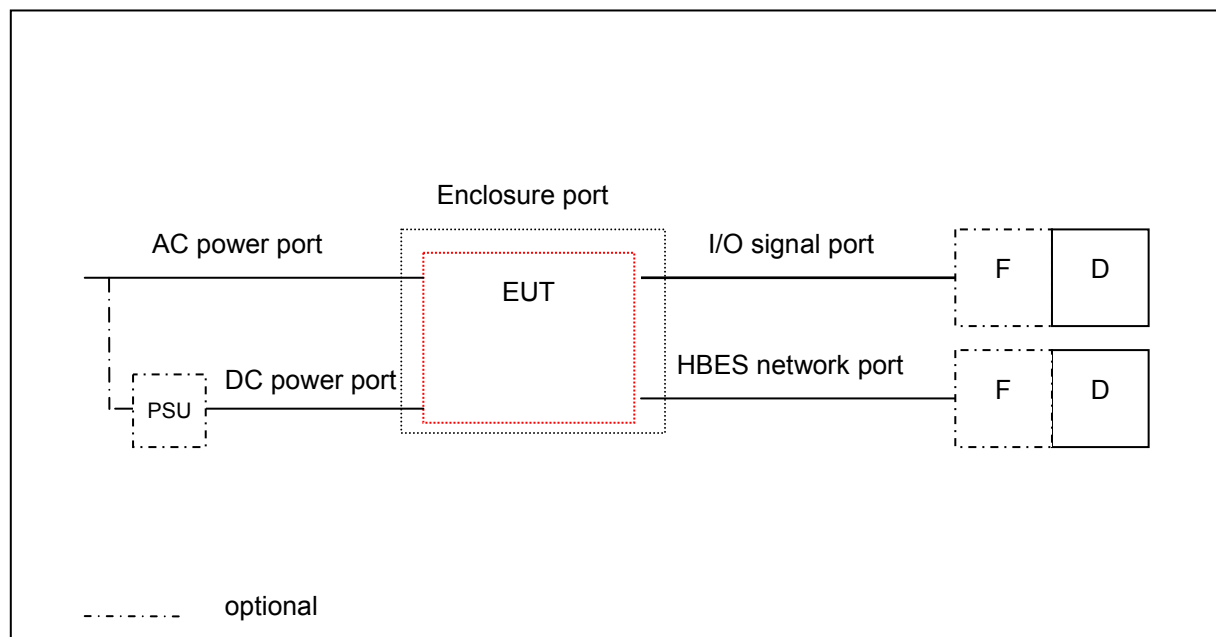 Enclosure port
AC power port
I/O signal port
EUT
F
D
DC power port
HBES network port
PSU
F
D
optional